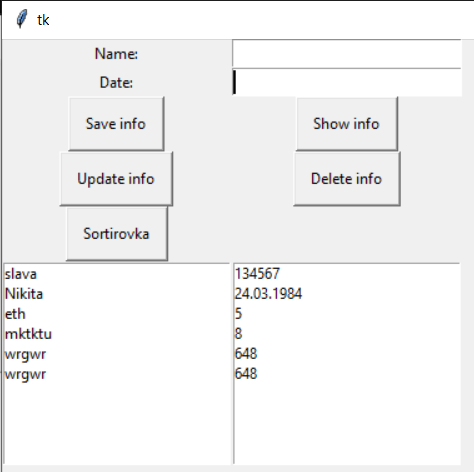 tk
Name:
Date:
Save info Show info
Update info Delete info
Sortirovka
slava 134567
Nikita 24.03.1984
eth 5
mktktu 8
wrgwr 648
wrgwr 648